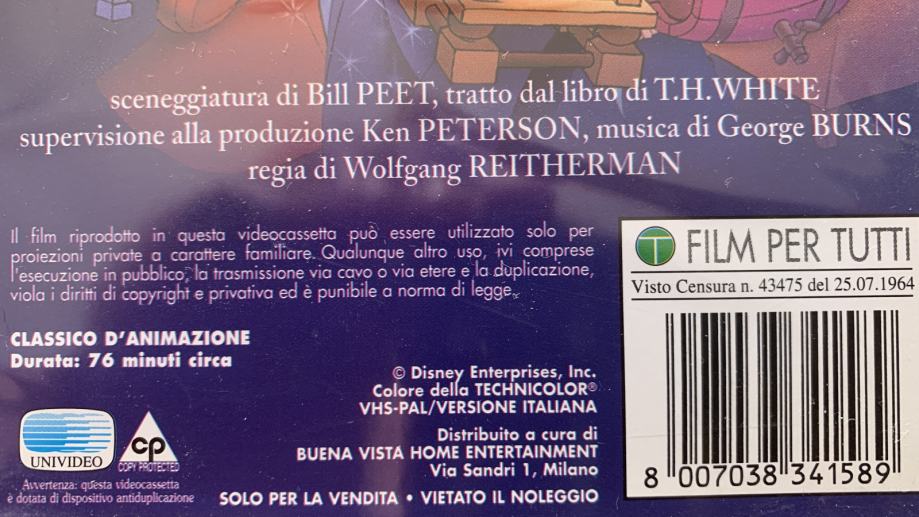 sceneggiatura di Bill PEET, tratto dal libro di T.H.WHITE
supervisione alla produzione Ken PETERSON, musica di George BURNS
regia di Wolfgang REITHERMAN
Il film riprodotto in questa videocassetta può essere utilizzato solo per
proiezioni private a carattere familiare. Qualunque altro uso, ivi comprese
l'esecuzione in pubblico, la trasmissione via cavo o via etere e la duplicazione,
viola i diritti di copyright e privativa ed è punibile a norma di legge.
CLASSICO D'ANIMAZIONE
Durata: 76 minuti circa
© Disney Enterprises, Inc.
Colore della TECHNICOLOR®
VHS-PAL/VERSIONE ITALIANA
Distribuito a cura di
BUENA VISTA HOME ENTERTAINMENT
Via Sandri 1, Milano
SOLO PER LA VENDITA • VIETATO IL NOLEGGIO
UNIVIDEO
cp
COPY PROTECTED
Avvertenza: questa videocassetta
è dotata di dispositivo antiduplicazione
T FILM PER TUTTI
Visto Censura n. 43475 del 25.07.1964
8 007038 341589